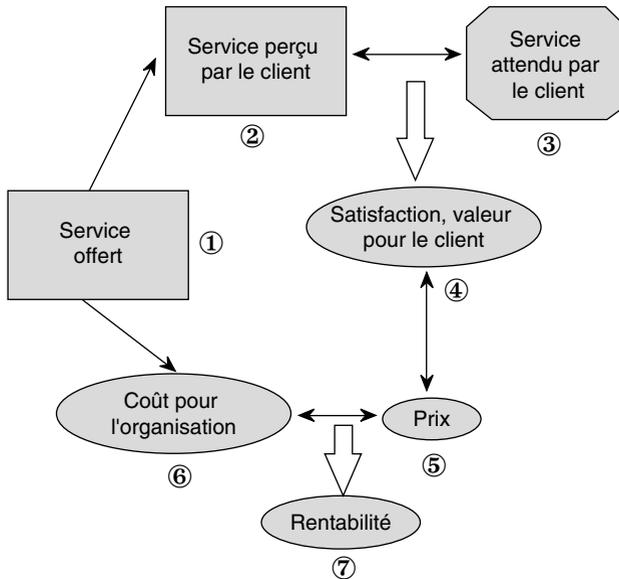 Service perçu
par le client
②
Service
attendu par
le client
③
Service
offert
①
Satisfaction, valeur
pour le client
④
Coût pour
l'organisation
⑥
Prix
⑤
Rentabilité
⑦